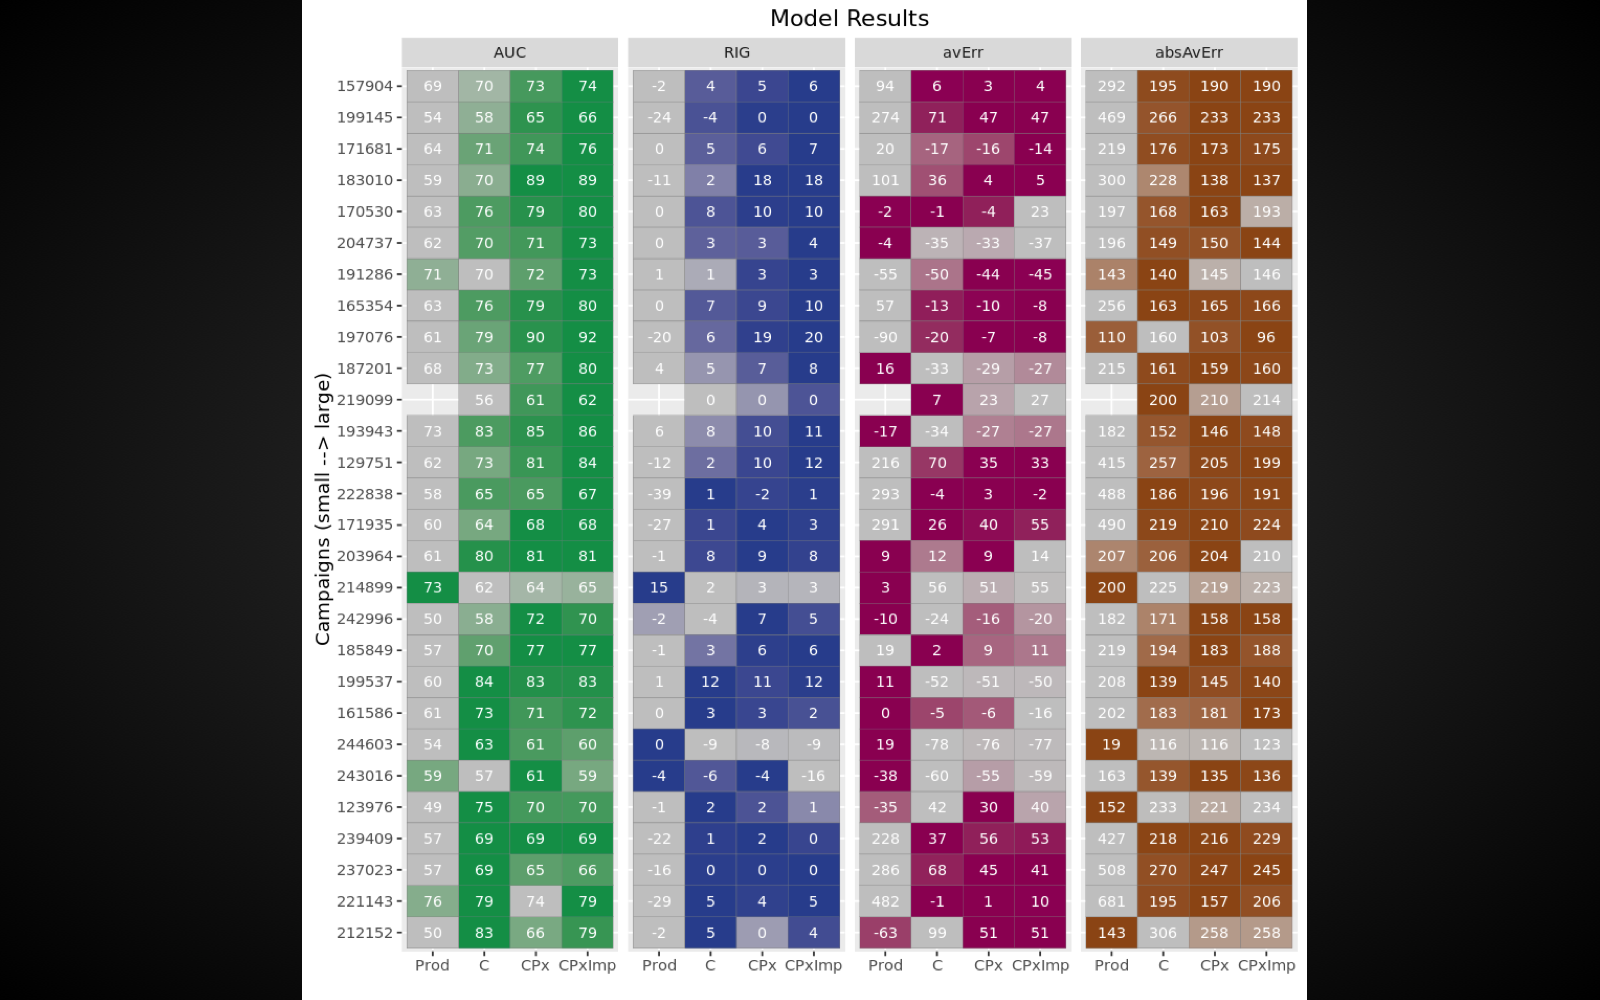 Model Results
AUC RIG avErr absAvErr
157904 69 70 73 74 -2 4 5 6 94 6 3 4 292 195 190 190
199145 54 58 65 66 -24 -4 0 0 274 71 47 47 469 266 233 233
171681 64 71 74 76 0 5 6 7 20 -17 -16 -14 219 176 173 175
183010 59 70 89 89 -11 2 18 18 101 36 4 5 300 228 138 137
170530 63 76 79 80 0 8 10 10 -2 -1 -4 23 197 168 163 193
204737 62 70 71 73 0 3 3 4 -4 -35 -33 -37 196 149 150 144
191286 71 70 72 73 1 1 3 3 -55 -50 -44 -45 143 140 145 146
165354 63 76 79 80 0 7 9 10 57 -13 -10 -8 256 163 165 166
197076 61 79 90 92 -20 6 19 20 -90 -20 -7 -8 110 160 103 96
187201 68 73 77 80 4 5 7 8 16 -33 -29 -27 215 161 159 160
219099 56 61 62 0 0 0 7 23 27 200 210 214
193943 73 83 85 86 6 8 10 11 -17 -34 -27 -27 182 152 146 148
129751 62 73 81 84 -12 2 10 12 216 70 35 33 415 257 205 199
222838 58 65 65 67 -39 1 -2 1 293 -4 3 -2 488 186 196 191
171935 60 64 68 68 -27 1 4 3 291 26 40 55 490 219 210 224
203964 61 80 81 81 -1 8 9 8 9 12 9 14 207 206 204 210
214899 73 62 64 65 15 2 3 3 3 56 51 55 200 225 219 223
242996 50 58 72 70 -2 -4 7 5 -10 -24 -16 -20 182 171 158 158
185849 57 70 77 77 -1 3 6 6 19 2 9 11 219 194 183 188
199537 60 84 83 83 1 12 11 12 11 -52 -51 -50 208 139 145 140
161586 61 73 71 72 0 3 3 2 0 -5 -6 -16 202 183 181 173
244603 54 63 61 60 0 -9 -8 -9 19 -78 -76 -77 19 116 116 123
243016 59 57 61 59 -4 -6 -4 -16 -38 -60 -55 -59 163 139 135 136
123976 49 75 70 70 -1 2 2 1 -35 42 30 40 152 233 221 234
239409 57 69 69 69 -22 1 2 0 228 37 56 53 427 218 216 229
237023 57 69 65 66 -16 0 0 0 286 68 45 41 508 270 247 245
221143 76 79 74 79 -29 5 4 5 482 -1 1 10 681 195 157 206
212152 50 83 66 79 -2 5 0 4 -63 99 51 51 143 306 258 258
Prod C CPx CPxImp Prod C CPx CPxImp Prod C CPx CPxImp Prod C CPx CPxImp
Campaigns (small --> large)